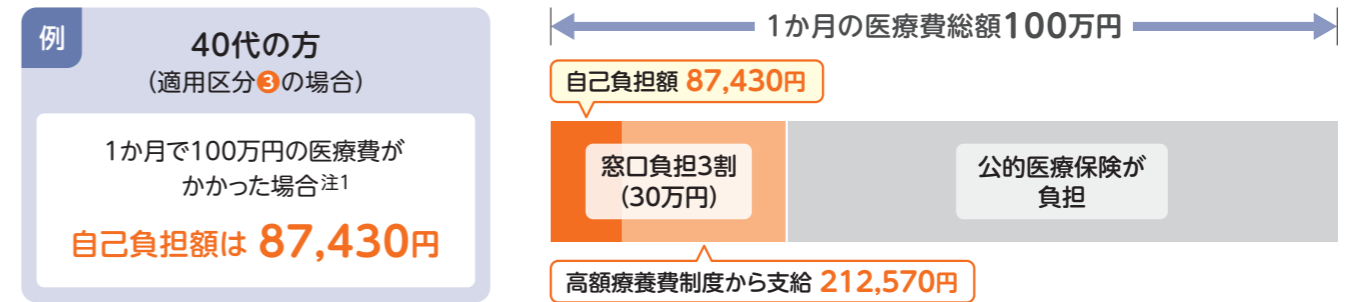 例
40代の方
（適用区分❸の場合）
1か月で100万円の医療費が
かかった場合注1
自己負担額は 87,430円
1か月の医療費総額100万円
自己負担額 87,430円
窓口負担3割
（30万円）
公的医療保険が
負担
高額療養費制度から支給 212,570円